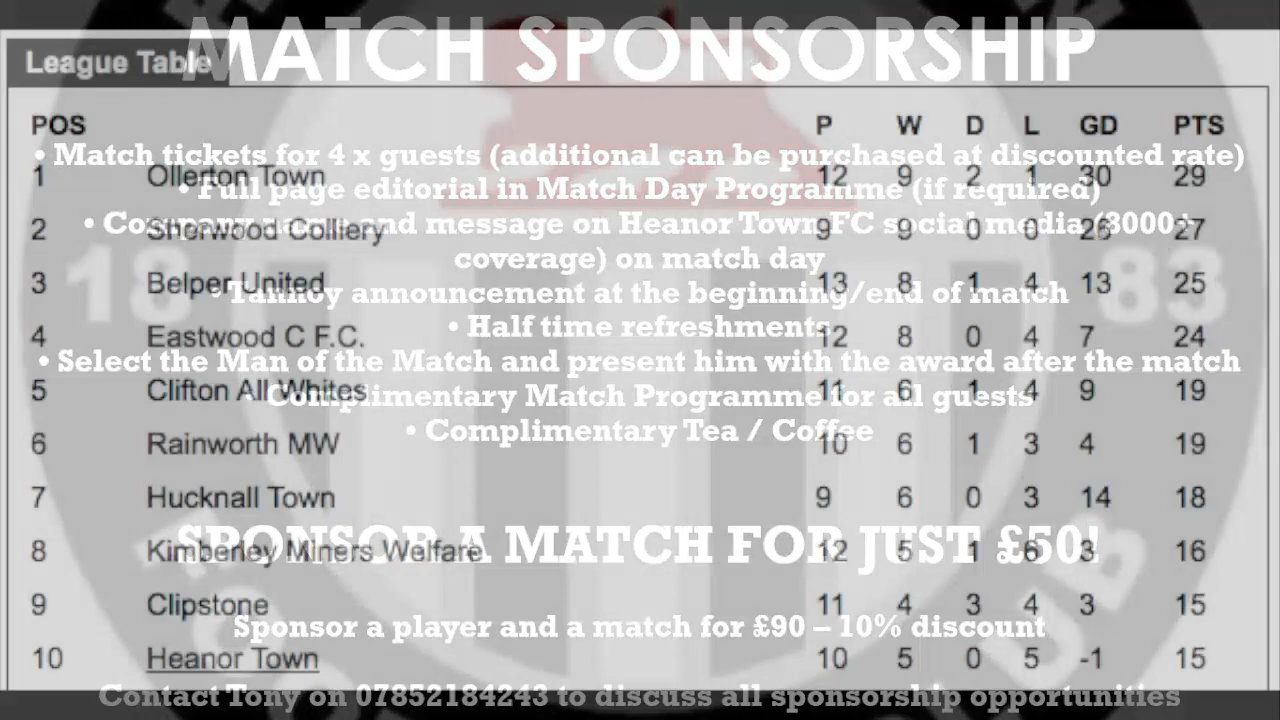 MATCH SPONSORSHIP
League Table
POS P W D L GD PTS
• Match tickets for 4 x guests (additional can be purchased at discounted rate)
1 Ollerton Town 12 9 2 1 30 29
• Full page editorial in Match Day Programme (if required)
• Company name and message on Heanor Town FC social media (3000+
2 Sherwood Colliery 9 9 0 0 26 27
coverage) on match day
3 Belper United 13 8 1 4 13 25
• Tannoy announcement at the beginning/end of match
• Half time refreshments
4 Eastwood C F.C. 12 8 0 4 7 24
• Select the Man of the Match and present him with the award after the match
5 Clifton All Whites 11 6 1 4 9 19
Complimentary Match Programme for all guests
• Complimentary Tea / Coffee
6 Rainworth MW 10 6 1 3 4 19
7 Hucknall Town 9 6 0 3 14 18
SPONSOR A MATCH FOR JUST £50!
8 Kimberley Miners Welfare 12 5 1 6 3 16
9 Clipstone 11 4 3 4 3 15
Sponsor a player and a match for £90 – 10% discount
10 Heanor Town 10 5 0 5 -1 15
Contact Tony on 07852184243 to discuss all sponsorship opportunities
18 83